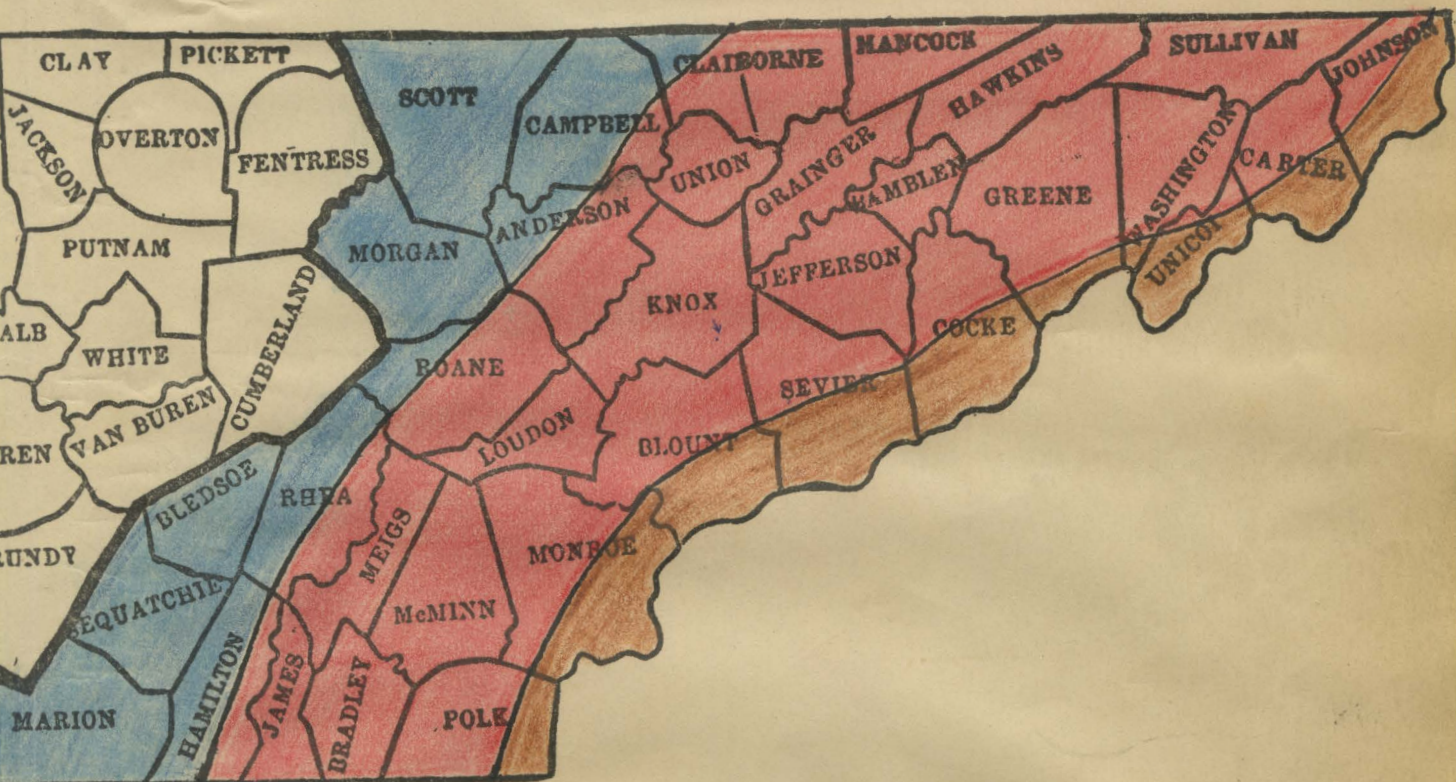 CLAY
PICKETT
SCOTT
CAMPBELL
CLAIBORNE
HANCOCK
HAWKINS
SULLIVAN
JOHNSON
JACKSON
OVERTON
FENTRESS
ANDERSON
UNION
GRAINGER
HAMBLEN
GREENE
WASHINGTON
CARTER
UNICOI
PUTNAM
MORGAN
JEFFERSON
KNOX
COCKE
ALB
WHITE
CUMBERLAND
ROANE
SEVIER
REN
VAN BUREN
LOUDON
BLOUNT
BLEDSOE
RHEA
MEIGS
MONROE
RUNDY
SEQUATCHIE
McMINN
MARION
HAMILTON
JAMES
BRADLEY
POLK